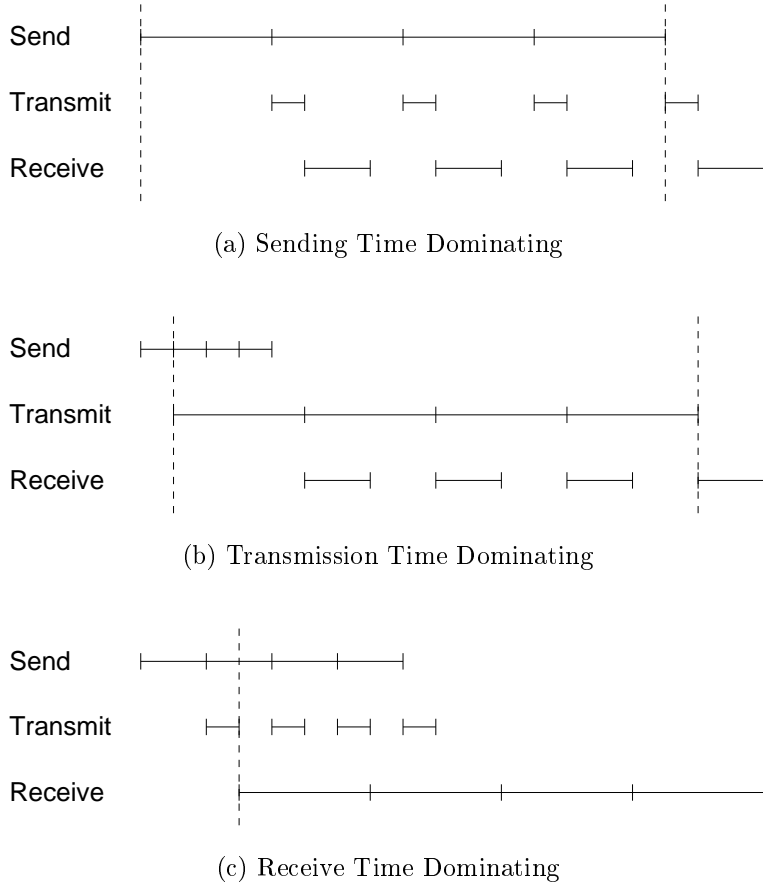 Send
Transmit
Receive
(a) Sending Time Dominating
Send
Transmit
Receive
(b) Transmission Time Dominating
Send
Transmit
Receive
(c) Receive Time Dominating